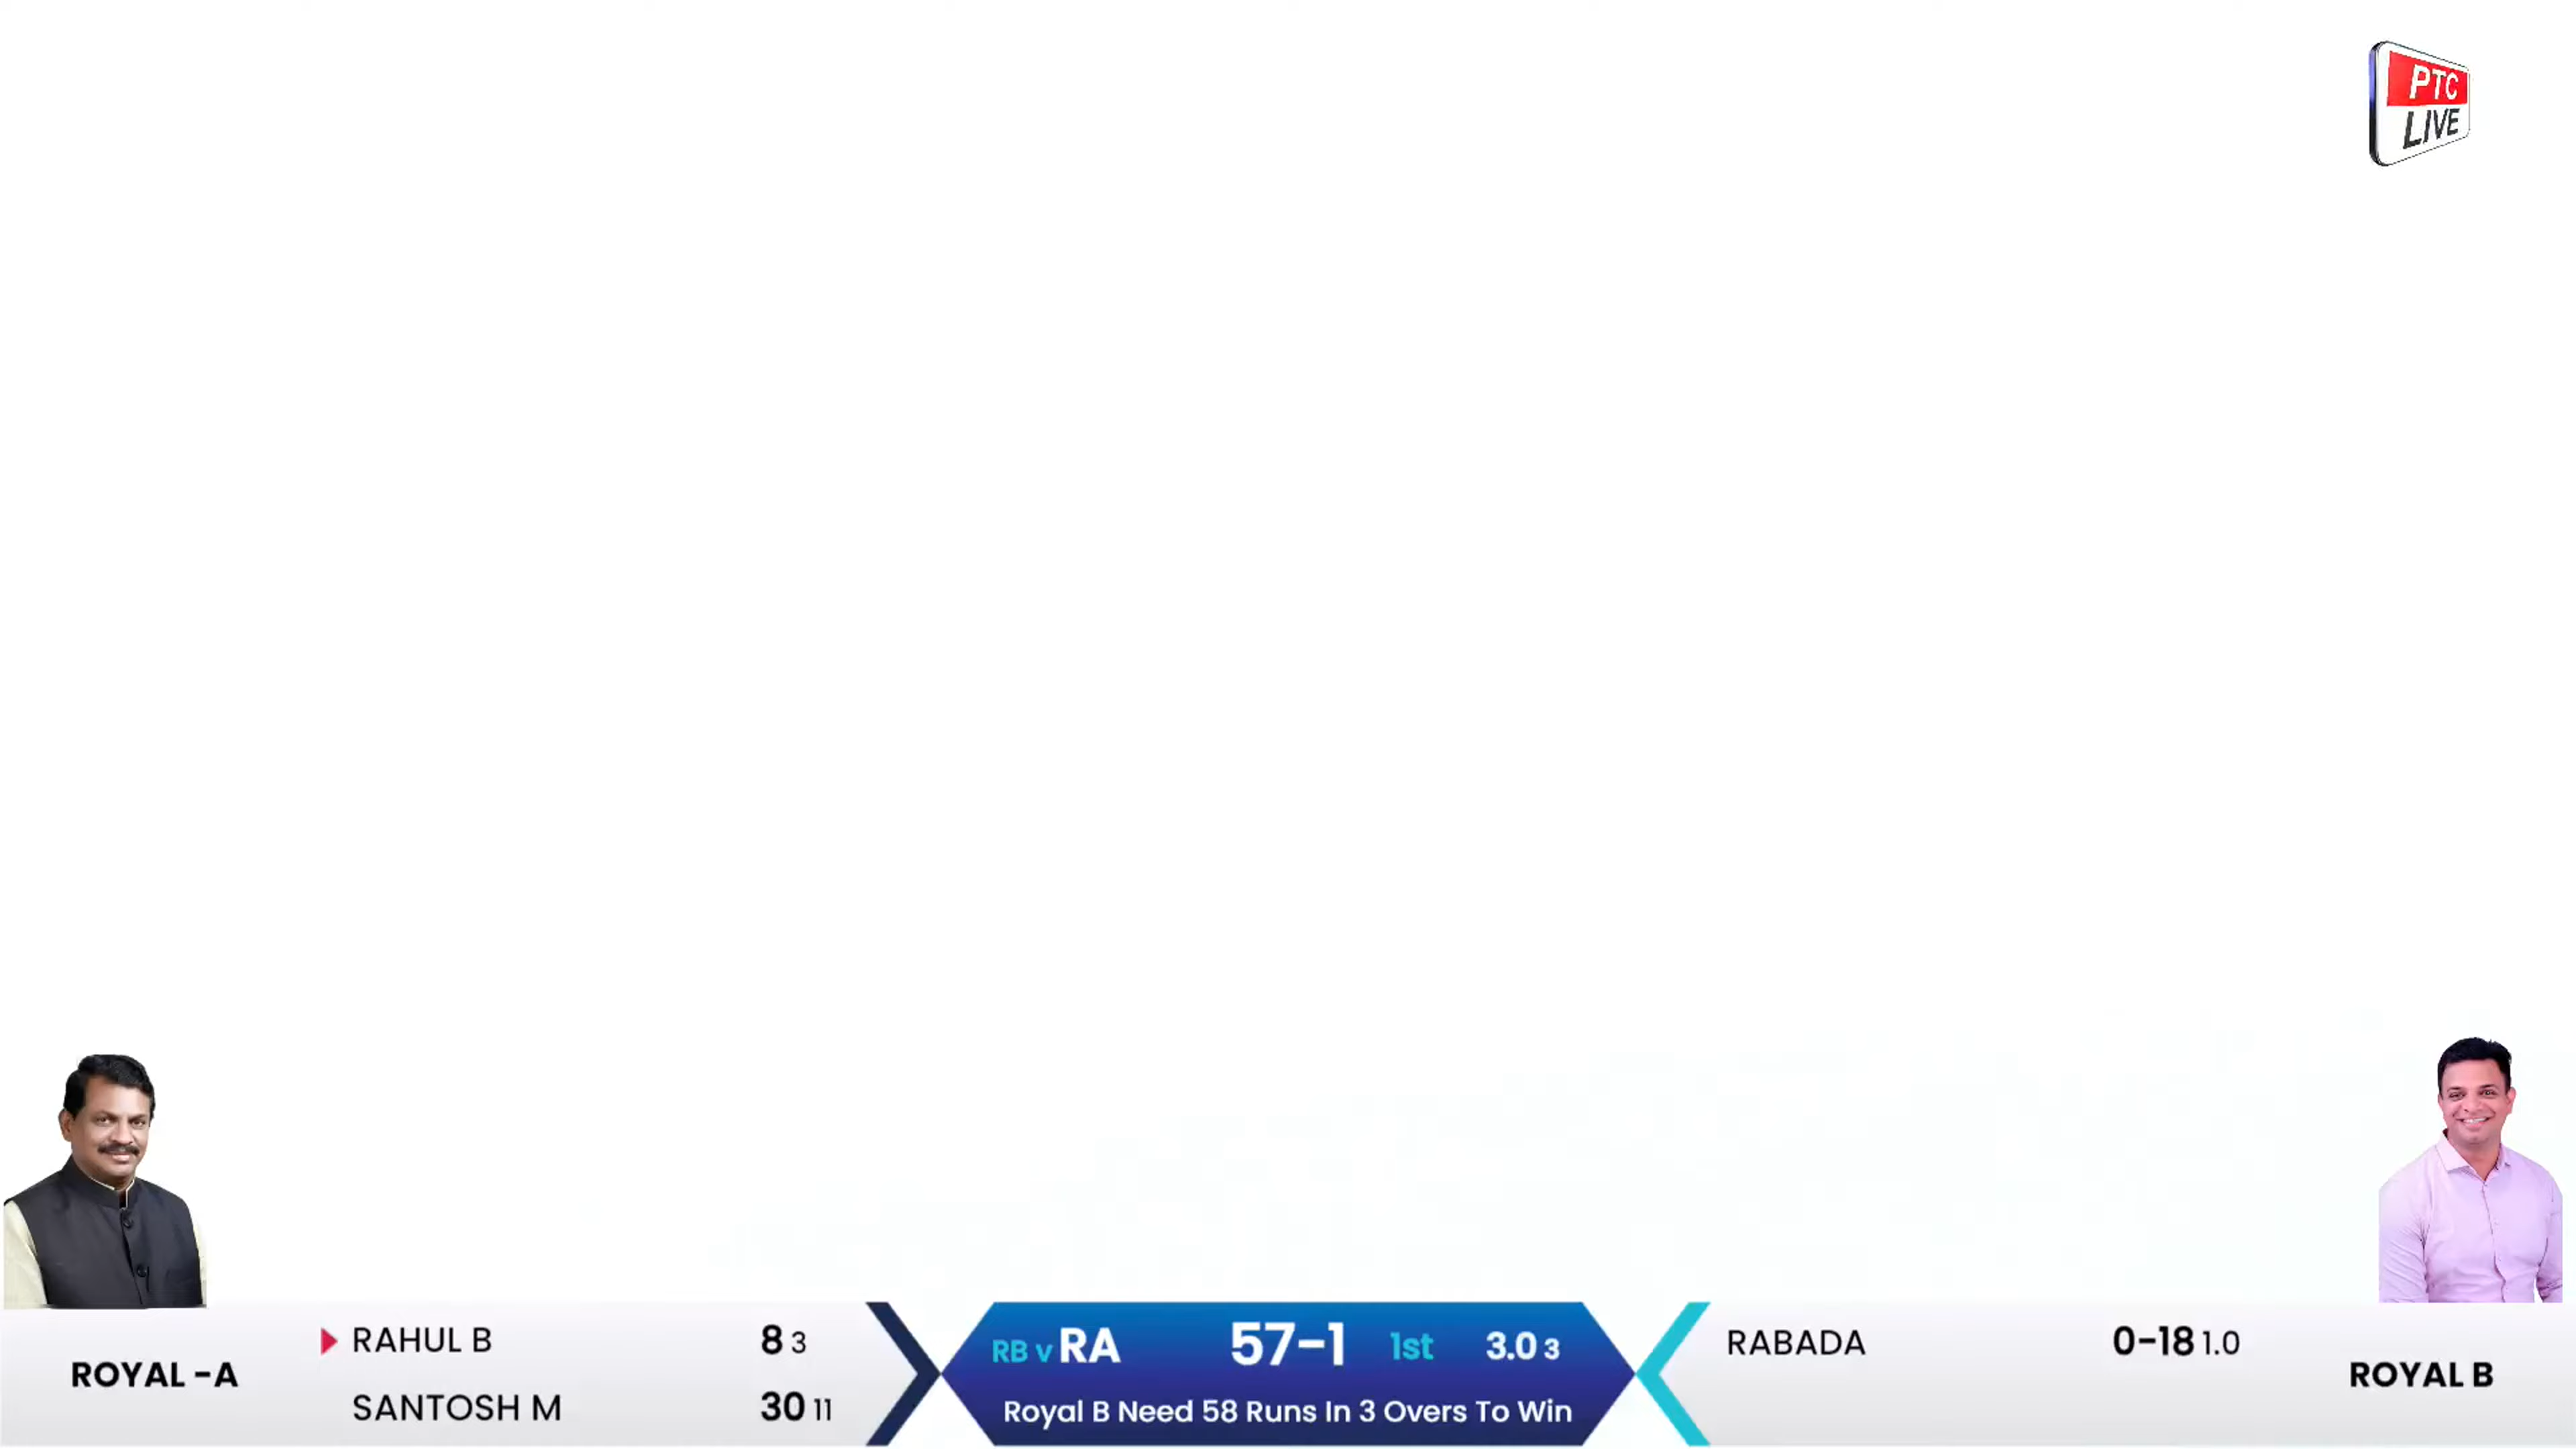 PTC
LIVE
ROYAL -A
RAHUL B 8 3
SANTOSH M 30 11
RB v RA 57-1 1st 3.0 3
Royal B Need 58 Runs In 3 Overs To Win
RABADA 0-18 1.0
ROYAL B